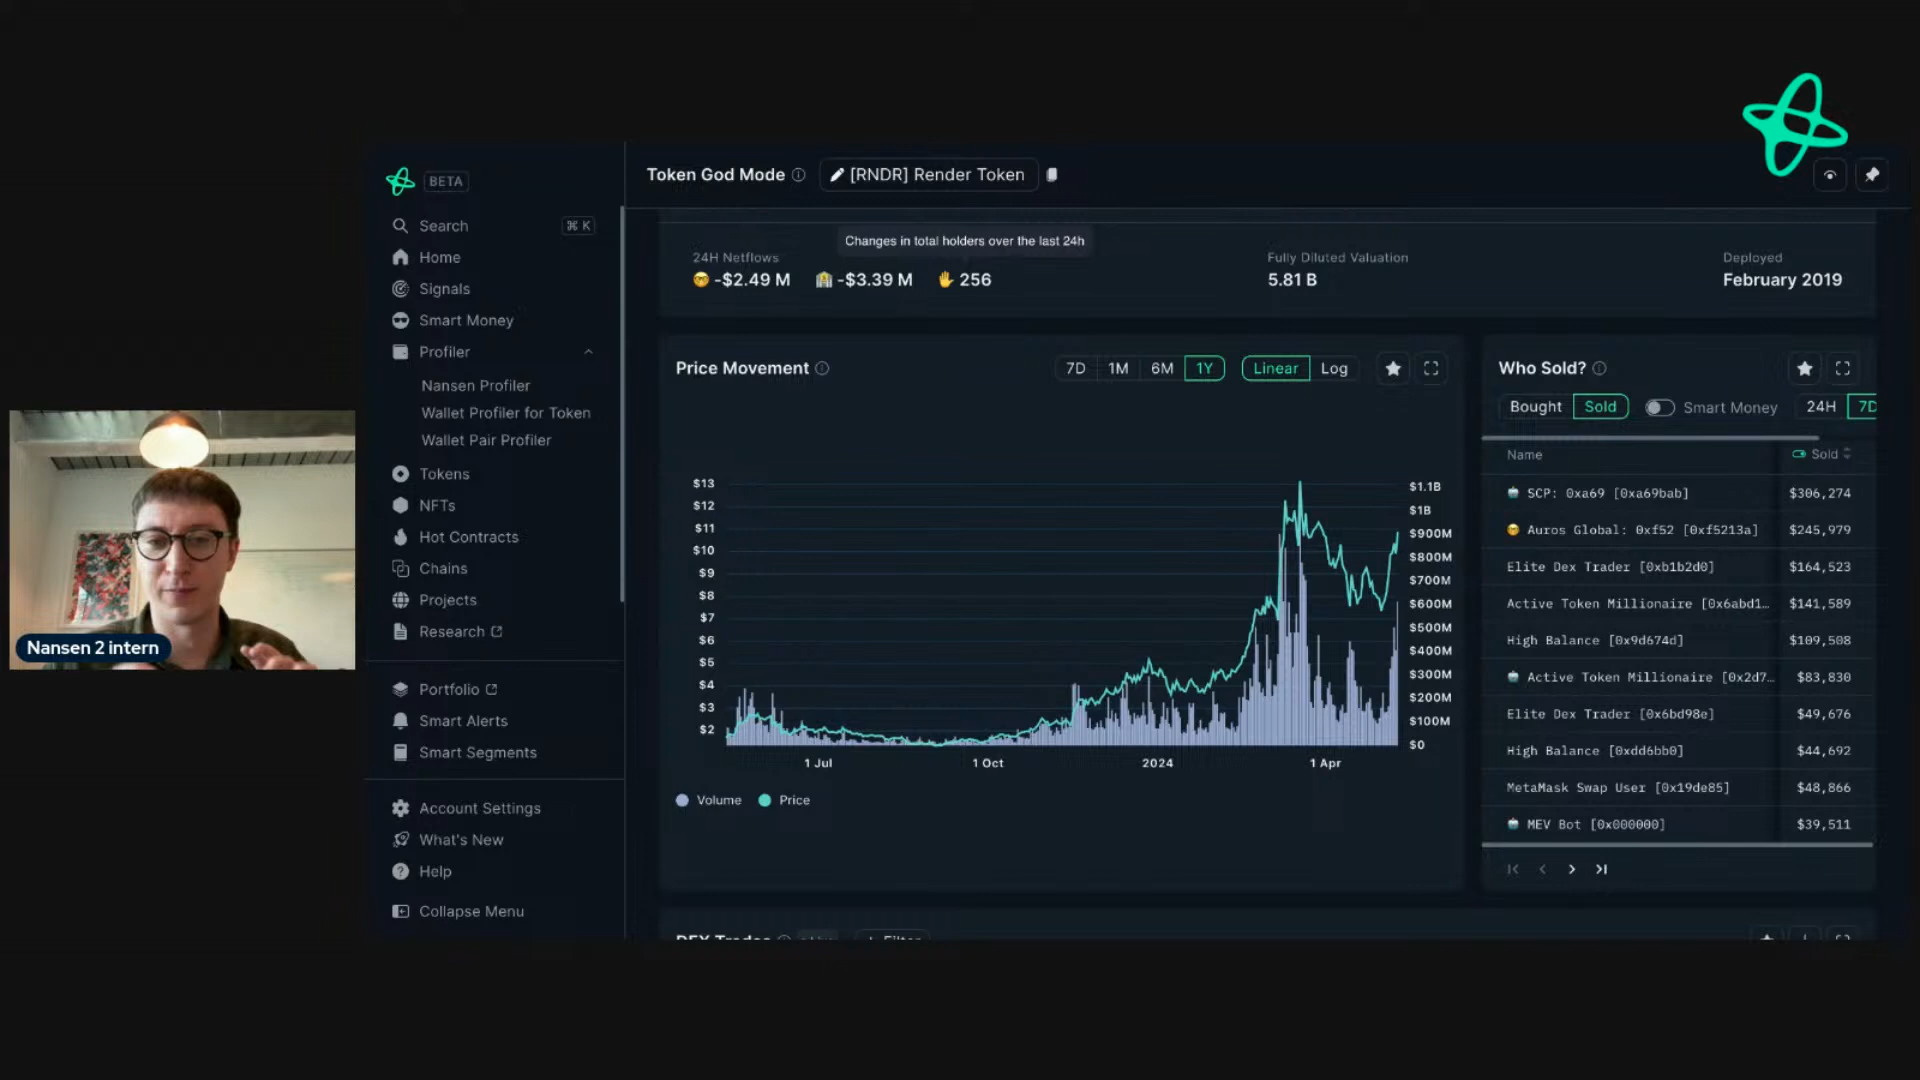 BETA
Search
⌘ K
Home
Signals
Smart Money
Profiler
Nansen Profiler
Wallet Profiler for Token
Wallet Pair Profiler
Tokens
NFTs
Hot Contracts
Chains
Projects
Research
Portfolio
Smart Alerts
Smart Segments
Account Settings
What's New
Help
Collapse Menu
Nansen 2 intern
Token God Mode
[RNDR] Render Token
Changes in total holders over the last 24h
24H Netflows
-$2.49 M
-$3.39 M
256
Fully Diluted Valuation
5.81 B
Deployed
February 2019
Price Movement
7D
1M
6M
1Y
Linear
Log
$13
$12
$11
$10
$9
$8
$7
$6
$5
$4
$3
$2
$1.1B
$1B
$900M
$800M
$700M
$600M
$500M
$400M
$300M
$200M
$100M
$0
1 Jul
1 Oct
2024
1 Apr
Volume
Price
Who Sold?
Bought
Sold
Smart Money
24H
7D
Name
Sold
SCP: 0xa69 [0xa69bab] $306,274
Auros Global: 0xf52 [0xf5213a] $245,979
Elite Dex Trader [0xb1b2d0] $164,523
Active Token Millionaire [0x6abd1… $141,589
High Balance [0x9d674d] $109,508
Active Token Millionaire [0x2d7… $83,830
Elite Dex Trader [0x6bd98e] $49,676
High Balance [0xdd6bb0] $44,692
MetaMask Swap User [0x19de85] $48,866
MEV Bot [0x000000] $39,511
DEX Trades
Filter